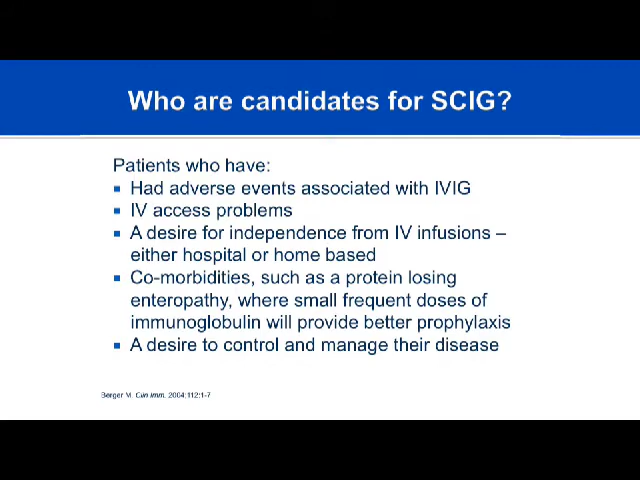 Who are candidates for SCIG?
Patients who have:
▪ Had adverse events associated with IVIG
▪ IV access problems
▪ A desire for independence from IV infusions –
either hospital or home based
▪ Co-morbidities, such as a protein losing
enteropathy, where small frequent doses of
immunoglobulin will provide better prophylaxis
▪ A desire to control and manage their disease
Berger M. Clin Imm. 2004;112:1-7